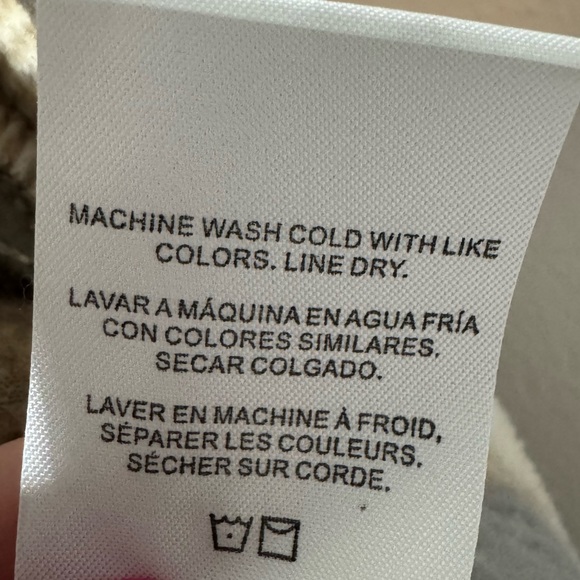 MACHINE WASH COLD WITH LIKE
COLORS. LINE DRY.
LAVAR A MÁQUINA EN AGUA FRÍA
CON COLORES SIMILARES.
SECAR COLGADO.
LAVER EN MACHINE À FROID,
SÉPARER LES COULEURS.
SÉCHER SUR CORDE.